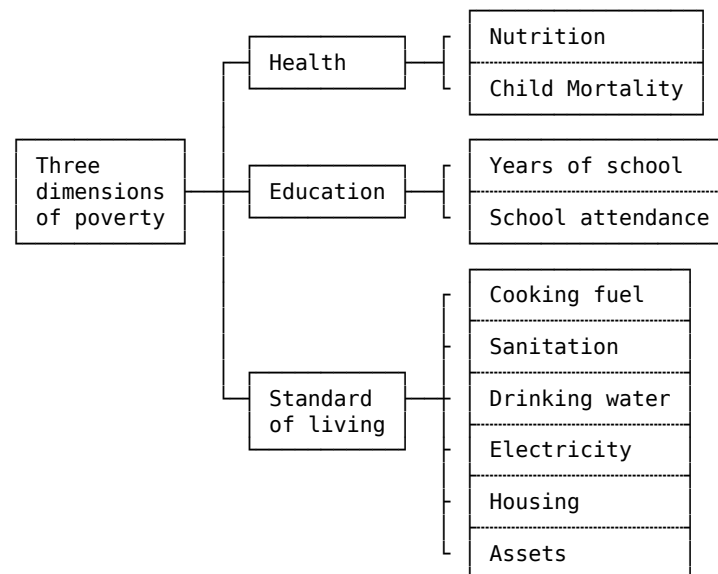 Three
dimensions
of poverty
Health
Nutrition
Child Mortality
Education
Years of school
School attendance
Standard
of living
Cooking fuel
Sanitation
Drinking water
Electricity
Housing
Assets